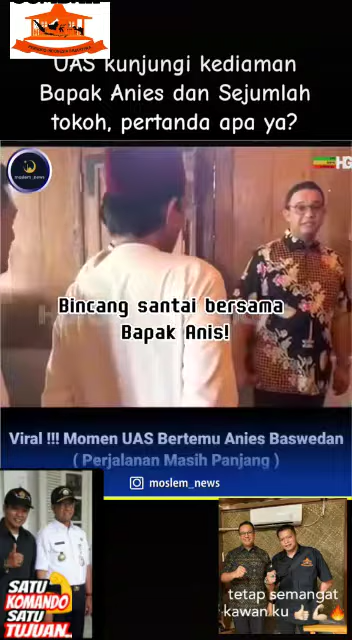 UAS kunjungi kediaman
Bapak Anies dan Sejumlah
tokoh, pertanda apa ya?
moslem_news
HG
Bincang santai bersama
Bapak Anis!
Viral !!! Momen UAS Bertemu Anies Baswedan
( Perjalanan Masih Panjang )
moslem_news
SATU
KOMANDO
SATU
TUJUAN..
tetap semangat
kawan ku 👍👍🔥